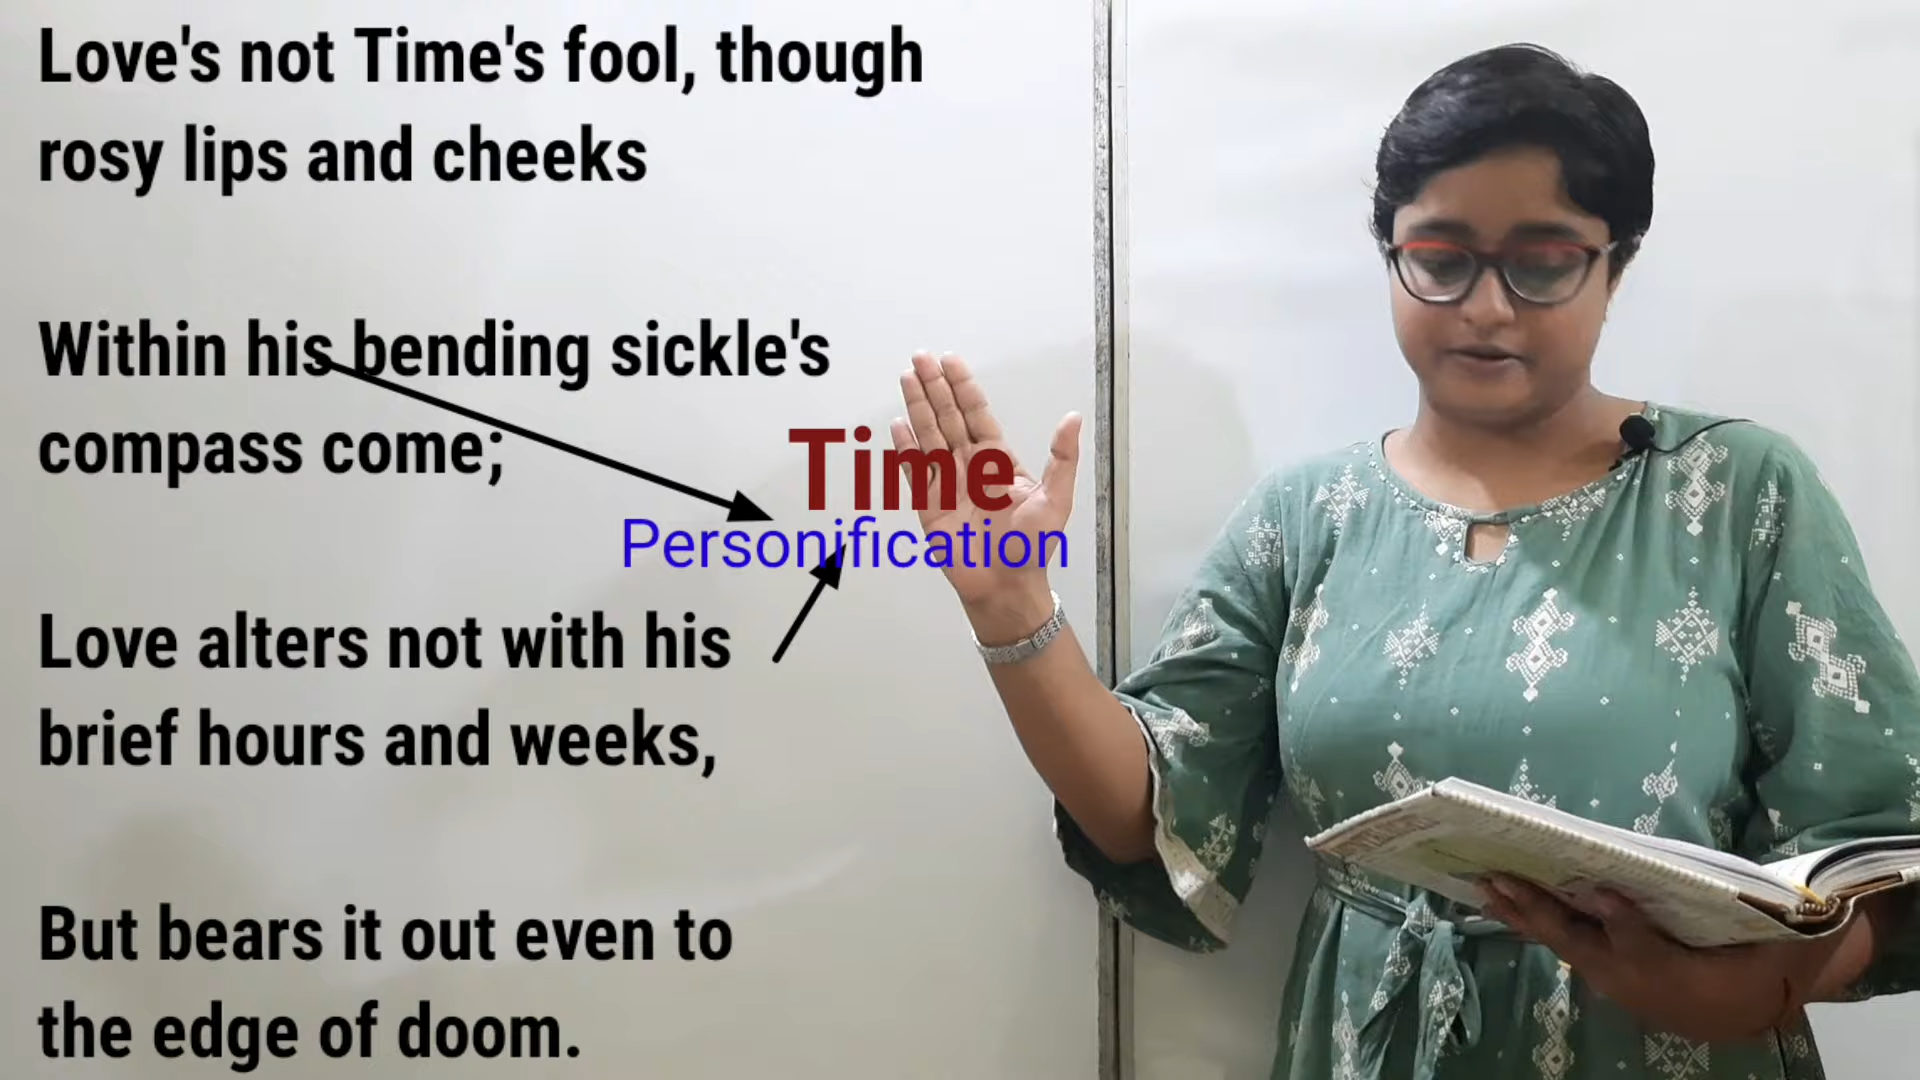 Love's not Time's fool, though
rosy lips and cheeks
Within his bending sickle's
compass come;
Time
Personification
Love alters not with his
brief hours and weeks,
But bears it out even to
the edge of doom.